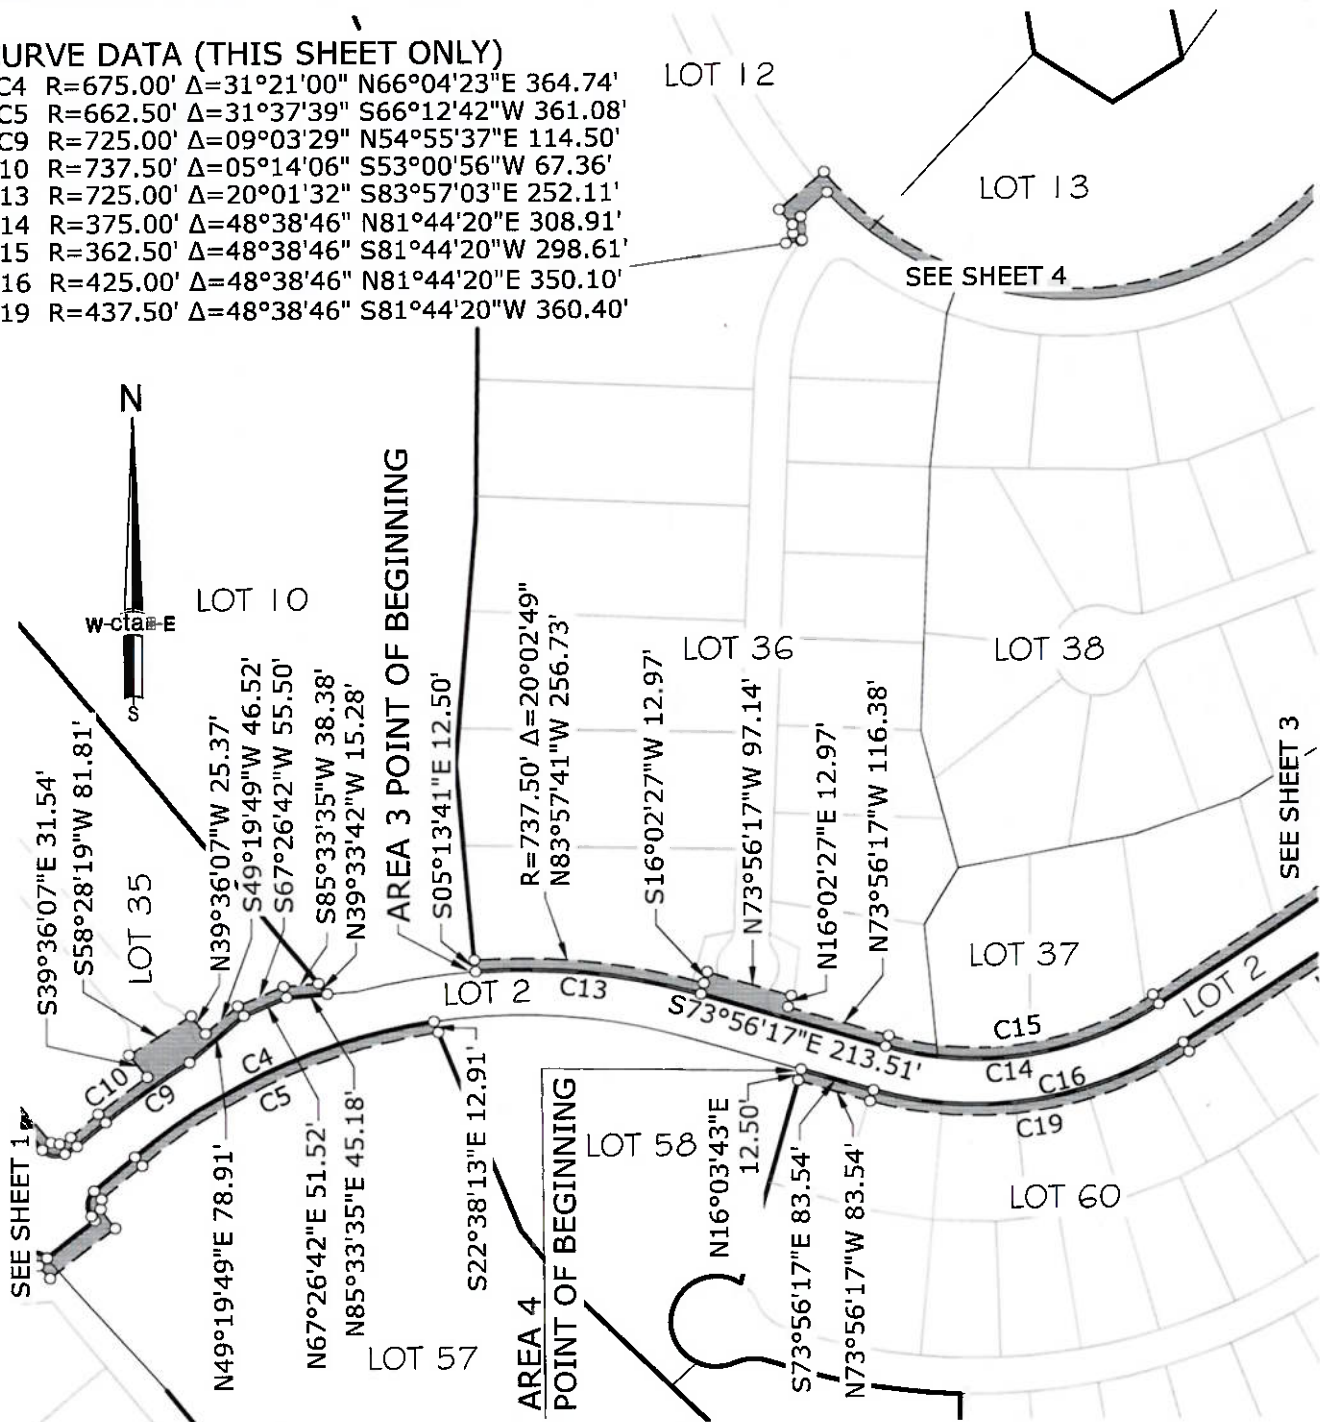 URVE DATA (THIS SHEET ONLY)
C4 R=675.00' Δ=31°21'00" N66°04'23"E 364.74'
C5 R=662.50' Δ=31°37'39" S66°12'42"W 361.08'
C9 R=725.00' Δ=09°03'29" N54°55'37"E 114.50'
10 R=737.50' Δ=05°14'06" S53°00'56"W 67.36'
13 R=725.00' Δ=20°01'32" S83°57'03"E 252.11'
14 R=375.00' Δ=48°38'46" N81°44'20"E 308.91'
15 R=362.50' Δ=48°38'46" S81°44'20"W 298.61'
16 R=425.00' Δ=48°38'46" N81°44'20"E 350.10'
19 R=437.50' Δ=48°38'46" S81°44'20"W 360.40'
LOT 12
LOT 13
SEE SHEET 4
N
W
E
S
LOT 10
LOT 36
LOT 38
LOT 35
LOT 37
S39°36'07"E 31.54'
S58°28'19"W 81.81'
N39°36'07"W 25.37'
S49°19'49"W 46.52'
S67°26'42"W 55.50'
S85°33'35"W 38.38'
N39°33'42"W 15.28'
AREA 3 POINT OF BEGINNING
S05°13'41"E 12.50'
R=737.50' Δ=20°02'49"
N83°57'41"W 256.73'
S16°02'27"W 12.97'
N73°56'17"W 97.14'
N16°02'27"E 12.97'
N73°56'17"W 116.38'
SEE SHEET 3
LOT 2
C13
S73°56'17"E 213.51'
C15
C14
C16
C19
LOT 2
C10
C9
C4
C5
SEE SHEET 1
N49°19'49"E 78.91'
N67°26'42"E 51.52'
N85°33'35"E 45.18'
S22°38'13"E 12.91'
LOT 57
AREA 4
POINT OF BEGINNING
LOT 58
N16°03'43"E
12.50'
S73°56'17"E 83.54'
N73°56'17"W 83.54'
LOT 60